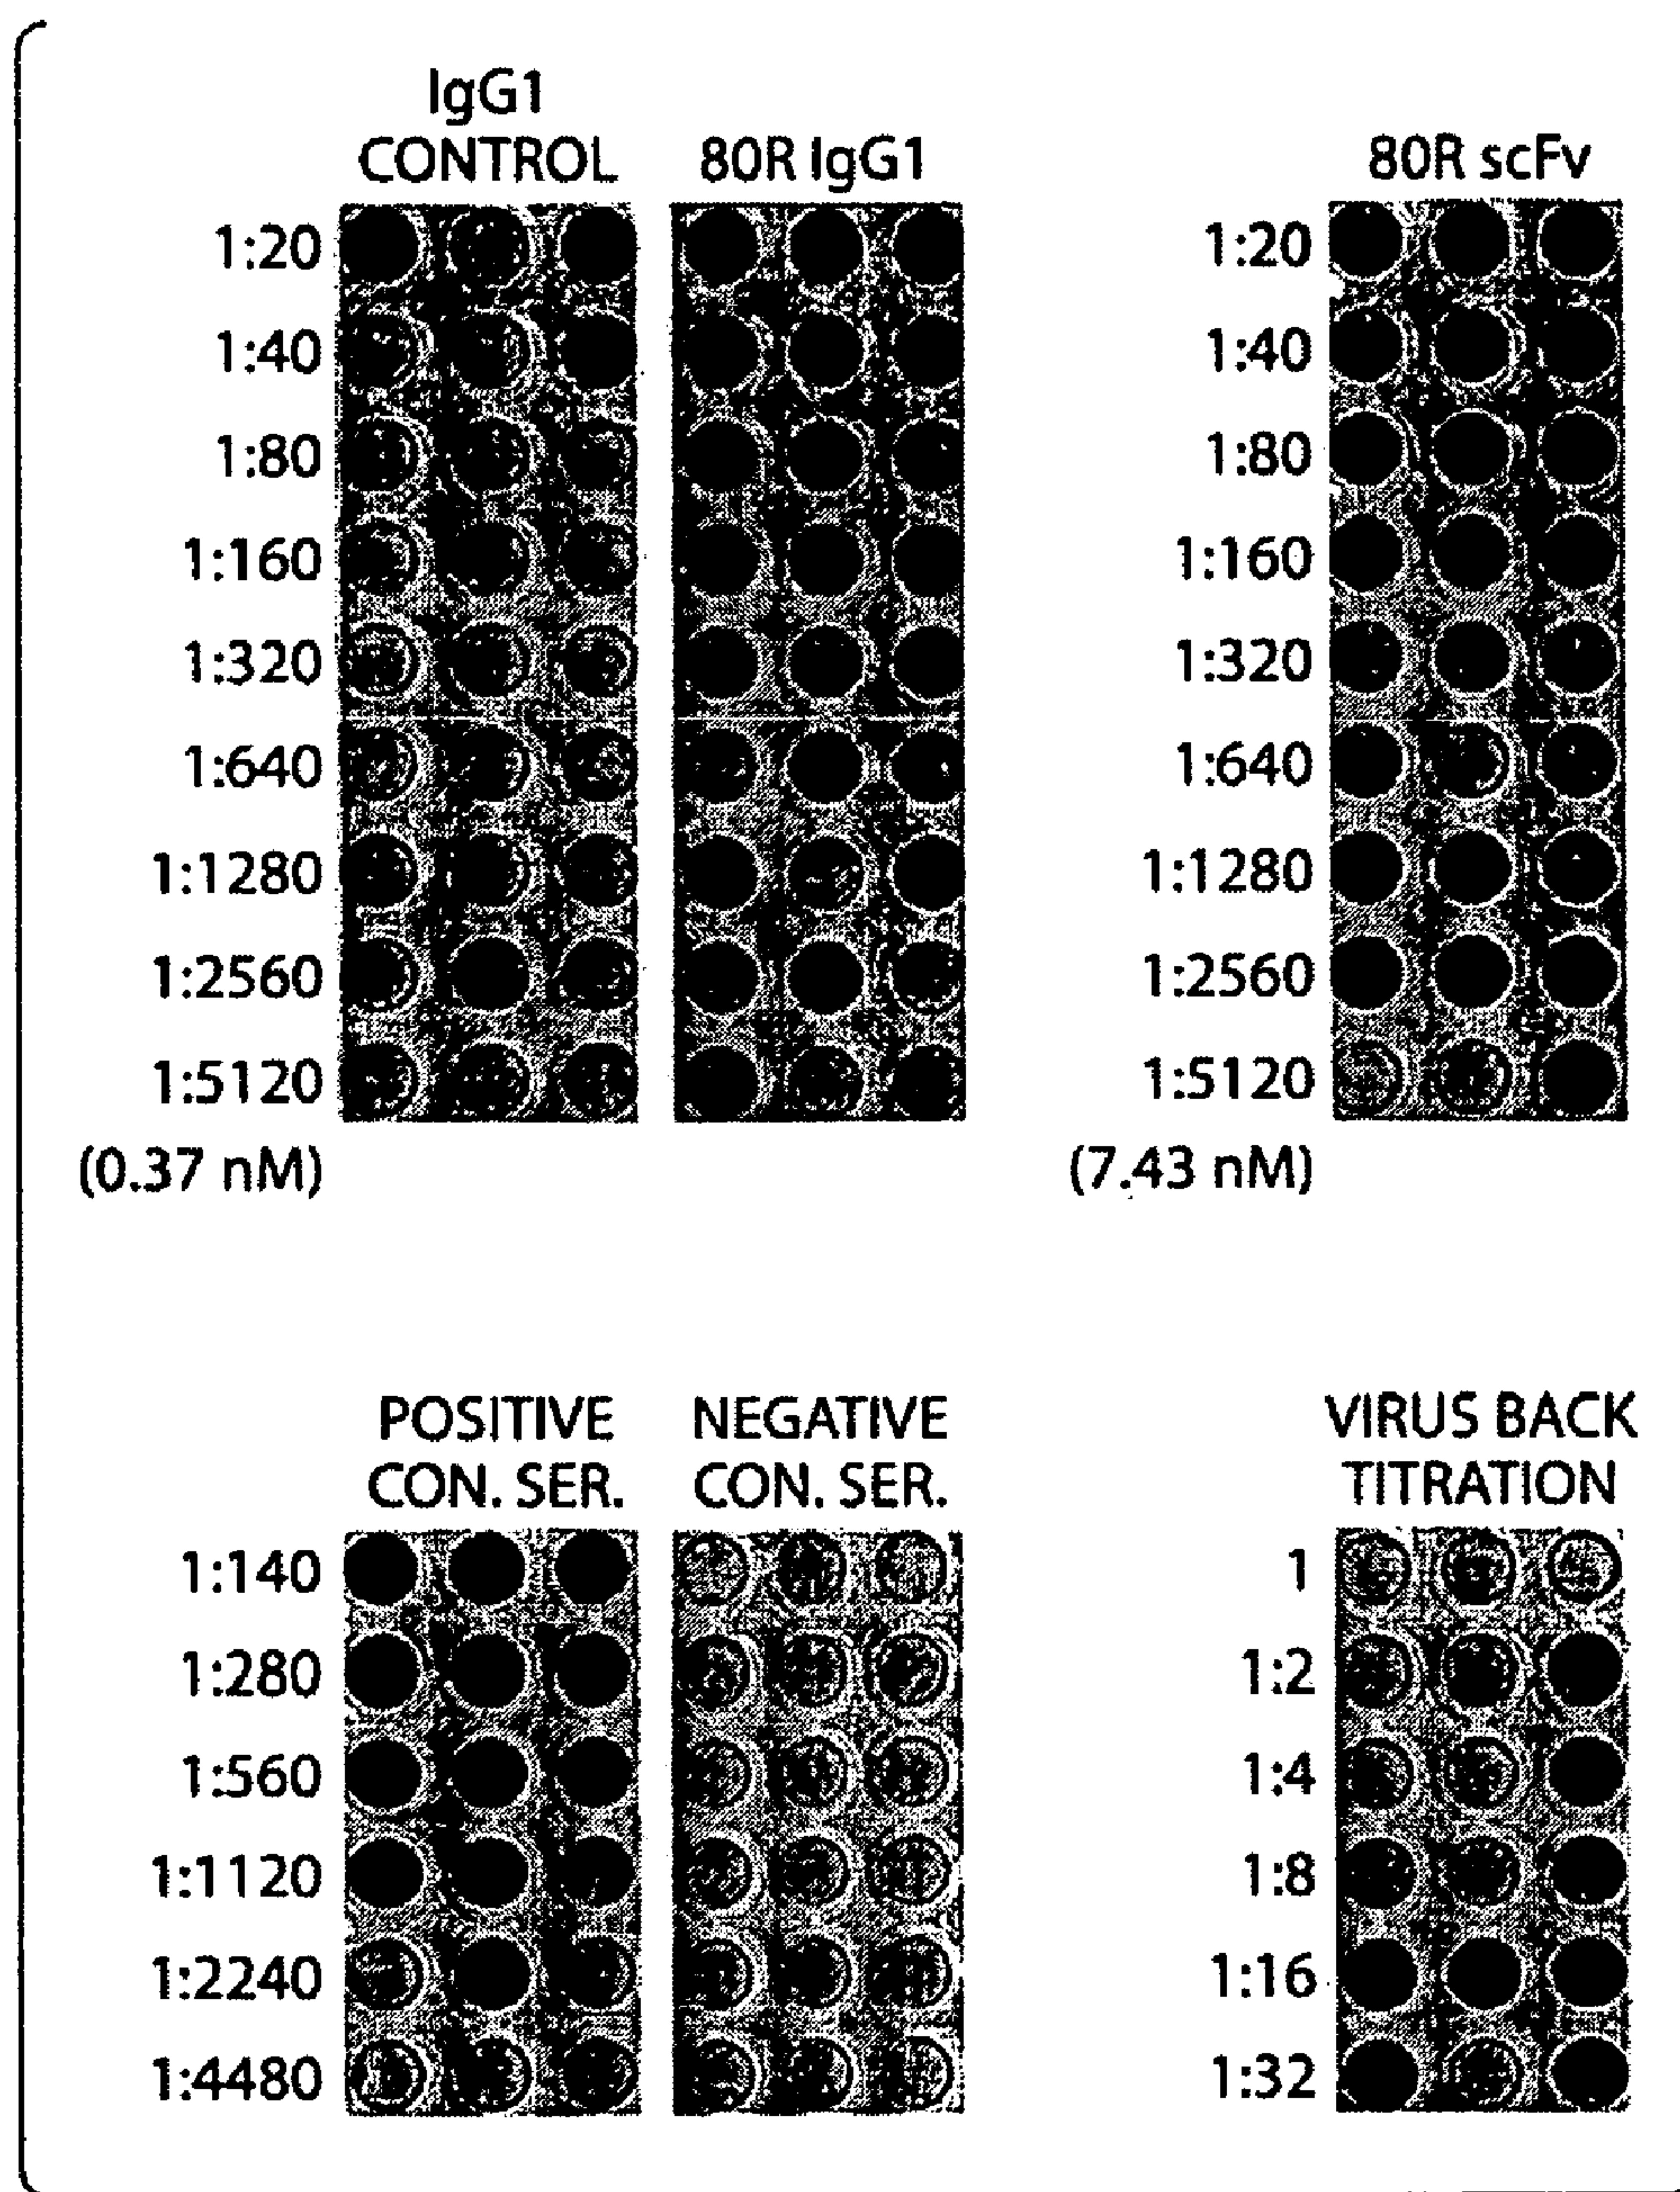 IgG1
CONTROL
80R IgG1
80R scFv
1:20
1:40
1:80
1:160
1:320
1:640
1:1280
1:2560
1:5120
(0.37 nM)
1:20
1:40
1:80
1:160
1:320
1:640
1:1280
1:2560
1:5120
(7.43 nM)
POSITIVE
CON. SER.
NEGATIVE
CON. SER.
VIRUS BACK
TITRATION
1:140
1:280
1:560
1:1120
1:2240
1:4480
1
1:2
1:4
1:8
1:16
1:32